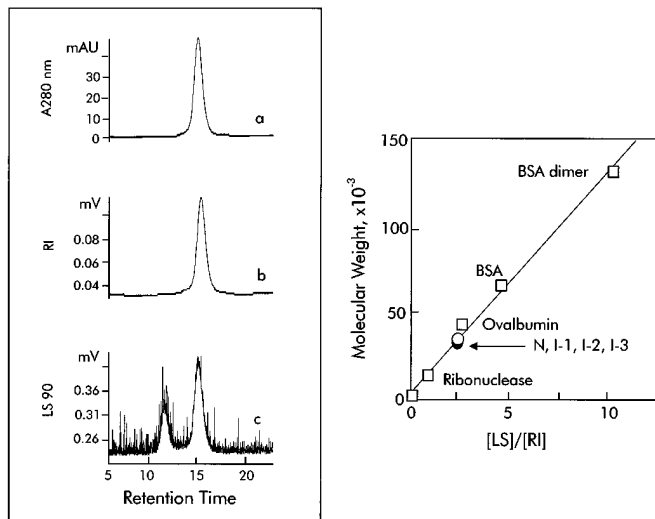 mAU
40
30
20
10
0
A280 nm
a
mV
0.08
0.06
0.04
RI
b
mV
0.36
0.31
0.26
LS 90
c
5 10 15 20
Retention Time
150
100
50
0
Molecular Weight, x10-3
BSA dimer
BSA
Ovalbumin
N, I-1, I-2, I-3
Ribonuclease
0 5 10
[LS]/[RI]